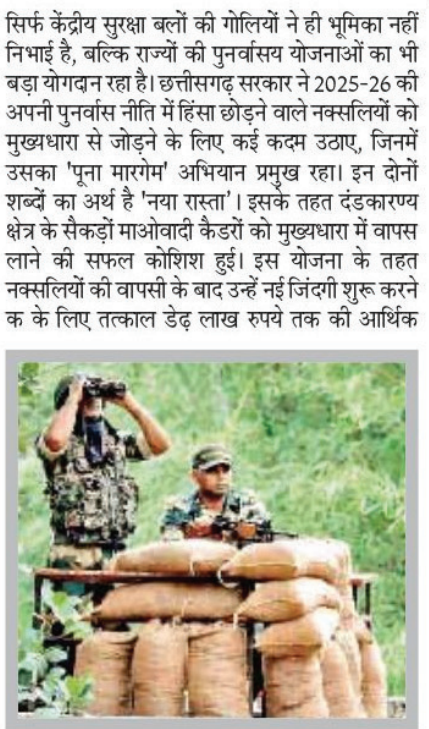 सिर्फ केंद्रीय सुरक्षा बलों की गोलियों ने ही भूमिका नहीं
निभाई है, बल्कि राज्यों की पुनर्वासय योजनाओं का भी
बड़ा योगदान रहा है। छत्तीसगढ़ सरकार ने 2025-26 की
अपनी पुनर्वास नीति में हिंसा छोड़ने वाले नक्सलियों को
मुख्यधारा से जोड़ने के लिए कई कदम उठाए, जिनमें
उसका 'पूना मारगेम' अभियान प्रमुख रहा। इन दोनों
शब्दों का अर्थ है 'नया रास्ता'। इसके तहत दंडकारण्य
क्षेत्र के सैकड़ों माओवादी कैडरों को मुख्यधारा में वापस
लाने की सफल कोशिश हुई। इस योजना के तहत
नक्सलियों की वापसी के बाद उन्हें नई जिंदगी शुरू करने
क के लिए तत्काल डेढ़ लाख रुपये तक की आर्थिक